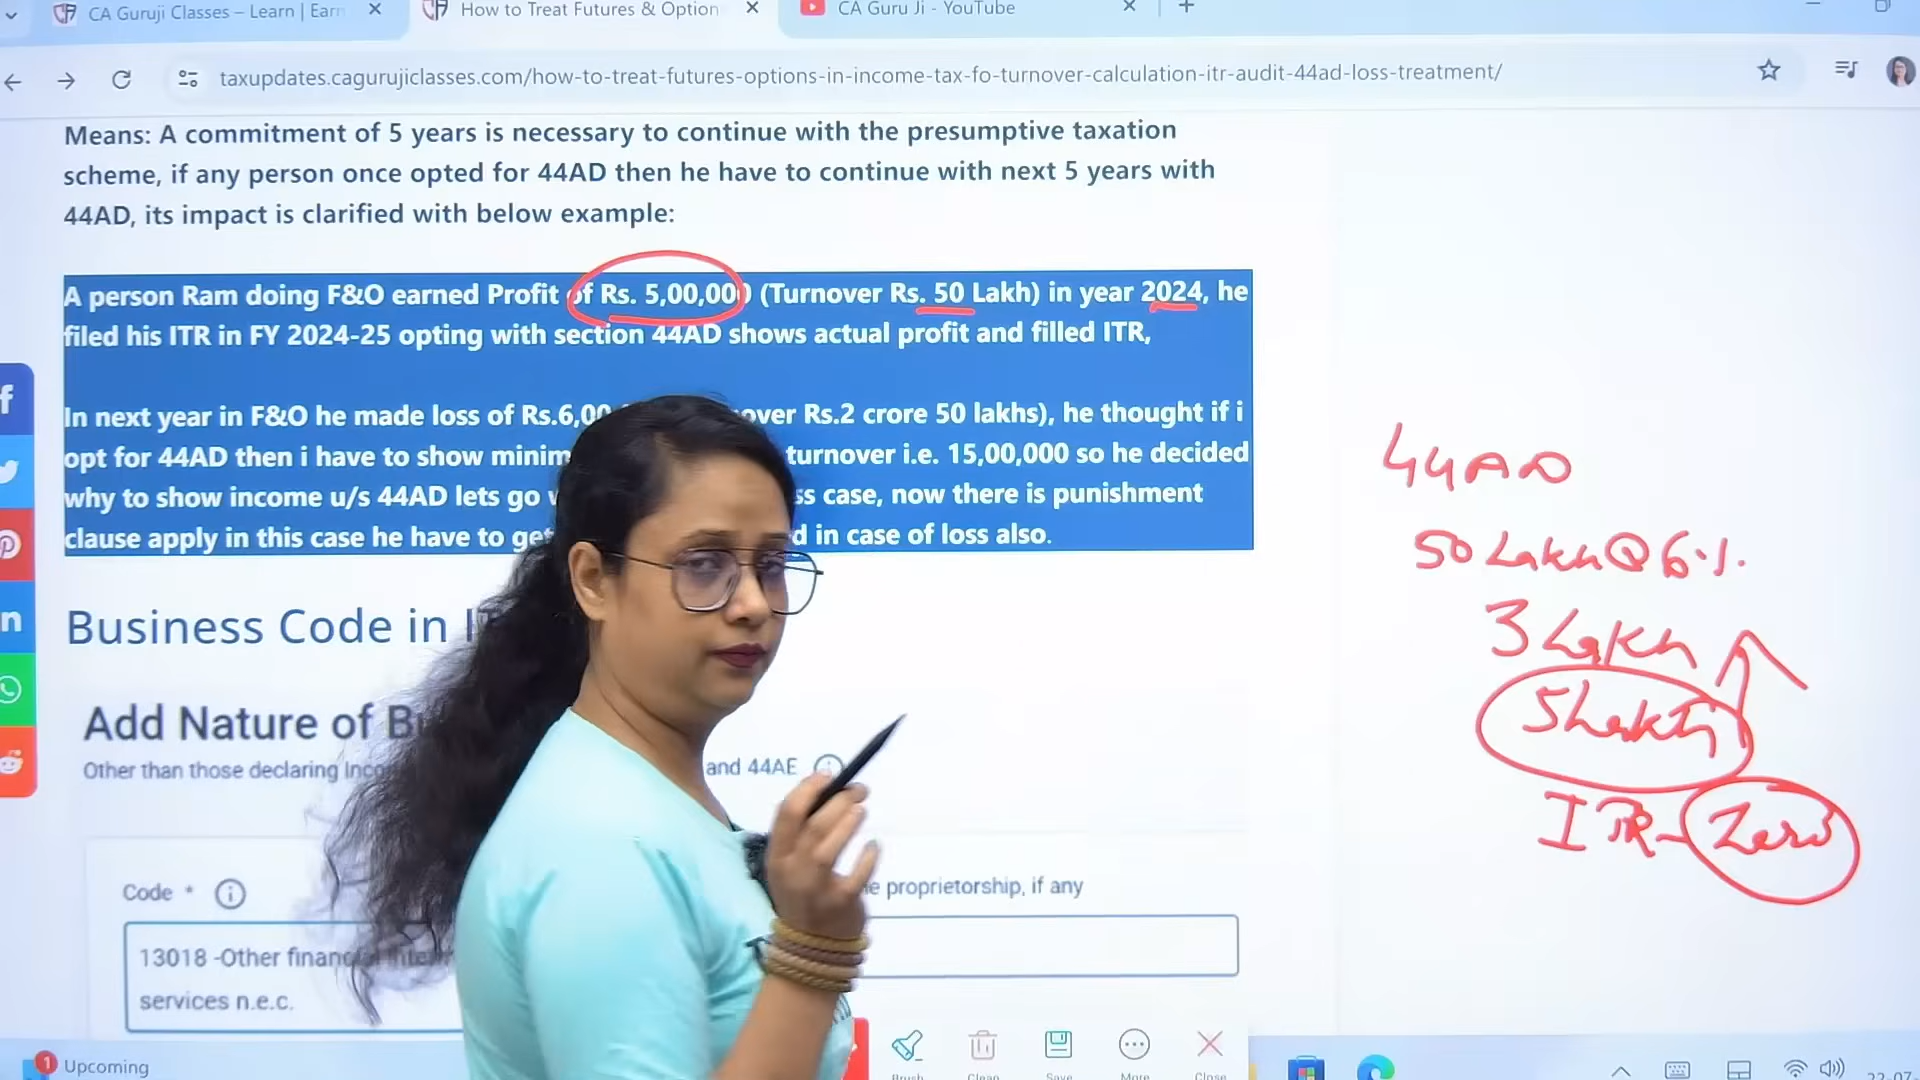 CA Guruji Classes – Learn | Earn
How to Treat Futures & Option
CA Guru Ji - YouTube
taxupdates.cagurujiclasses.com/how-to-treat-futures-options-in-income-tax-fo-turnover-calculation-itr-audit-44ad-loss-treatment/
Means: A commitment of 5 years is necessary to continue with the presumptive taxation
scheme, if any person once opted for 44AD then he have to continue with next 5 years with
44AD, its impact is clarified with below example:
A person Ram doing F&O earned Profit of Rs. 5,00,000 (Turnover Rs. 50 Lakh) in year 2024, he
filed his ITR in FY 2024-25 opting with section 44AD shows actual profit and filled ITR,
In next year in F&O he made loss of Rs.6,00 over Rs.2 crore 50 lakhs), he thought if i
opt for 44AD then i have to show minim turnover i.e. 15,00,000 so he decided
why to show income u/s 44AD lets go ss case, now there is punishment
clause apply in this case he have to get d in case of loss also.
44AD
50 Lakh@6%
3 Lakh
5 Lakh
ITR- Zero
Business Code in
Add Nature of B
Other than those declaring Inco and 44AE
Code *
e proprietorship, if any
13018 -Other financial inte
services n.e.c.
1
Upcoming
Brush
Clean
Save
More
Close
22-07-